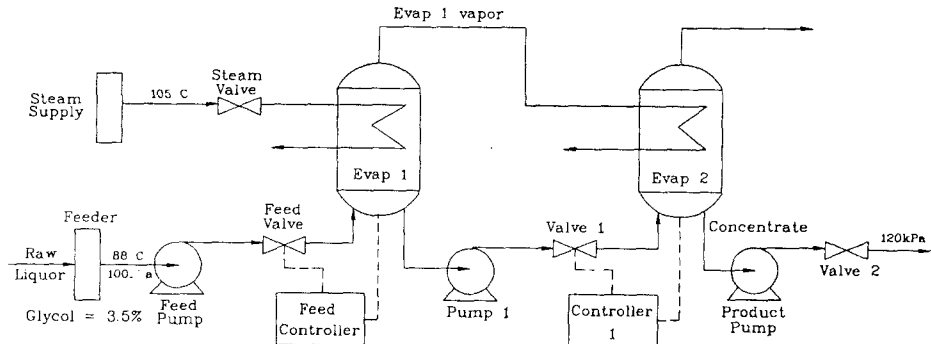 Evap 1 vapor
Steam
Supply
105 C
Steam
Valve
Evap 1
Evap 2
Feeder
Raw
Liquor
88 C
Glycol = 3.5%
Feed
Pump
Feed
Valve
Feed
Controller
Pump 1
Valve 1
Controller
1
Concentrate
Product
Pump
Valve 2
120kPa